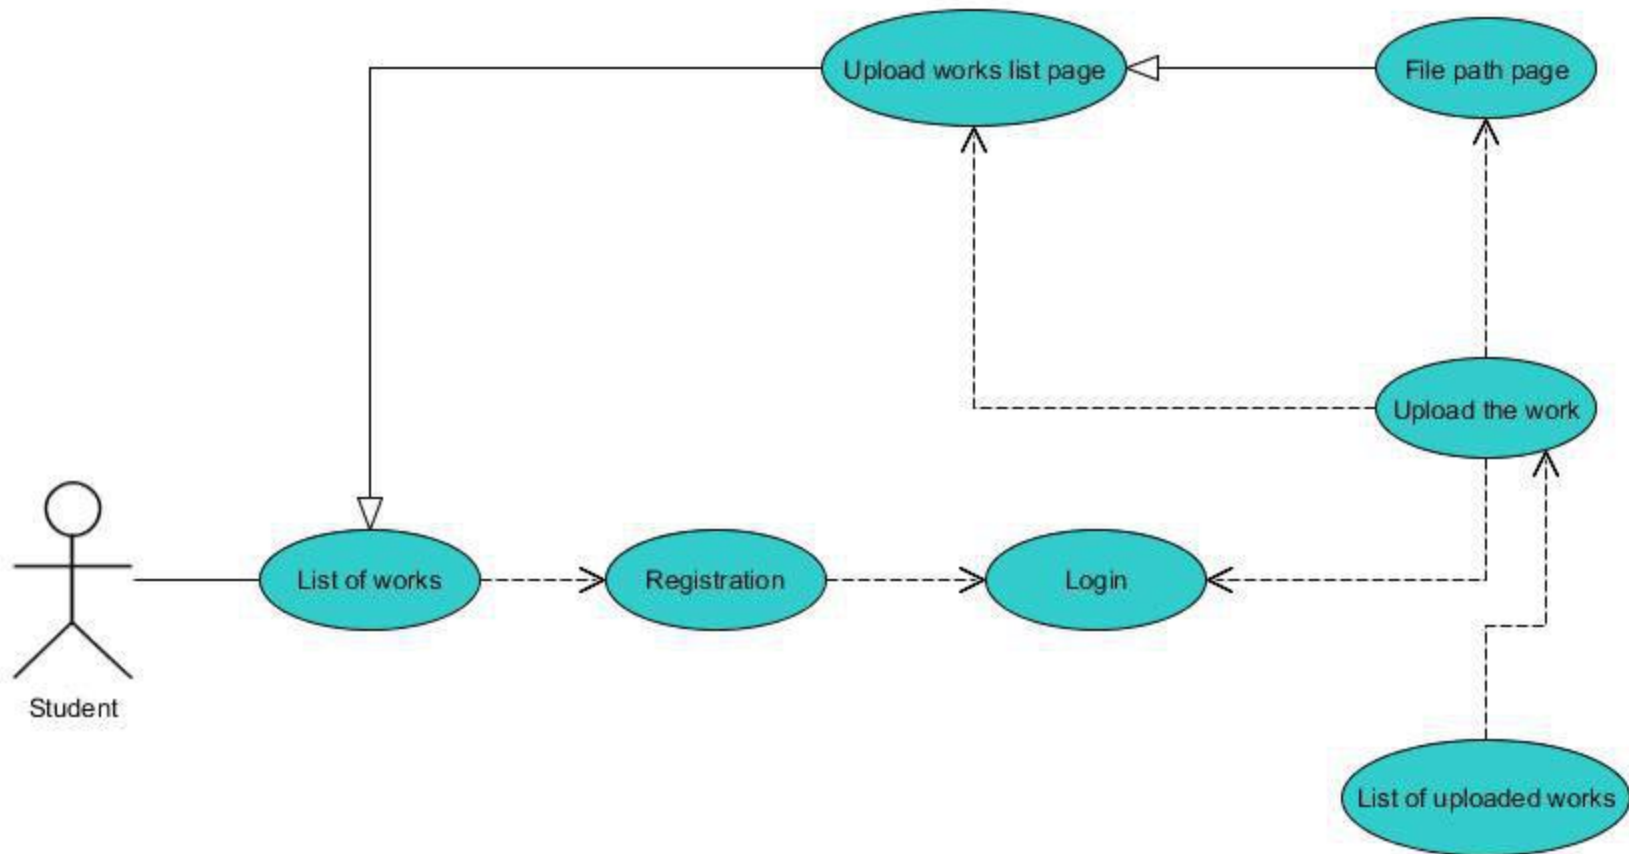 Upload works list page
File path page
Upload the work
List of works
Registration
Login
Student
List of uploaded works